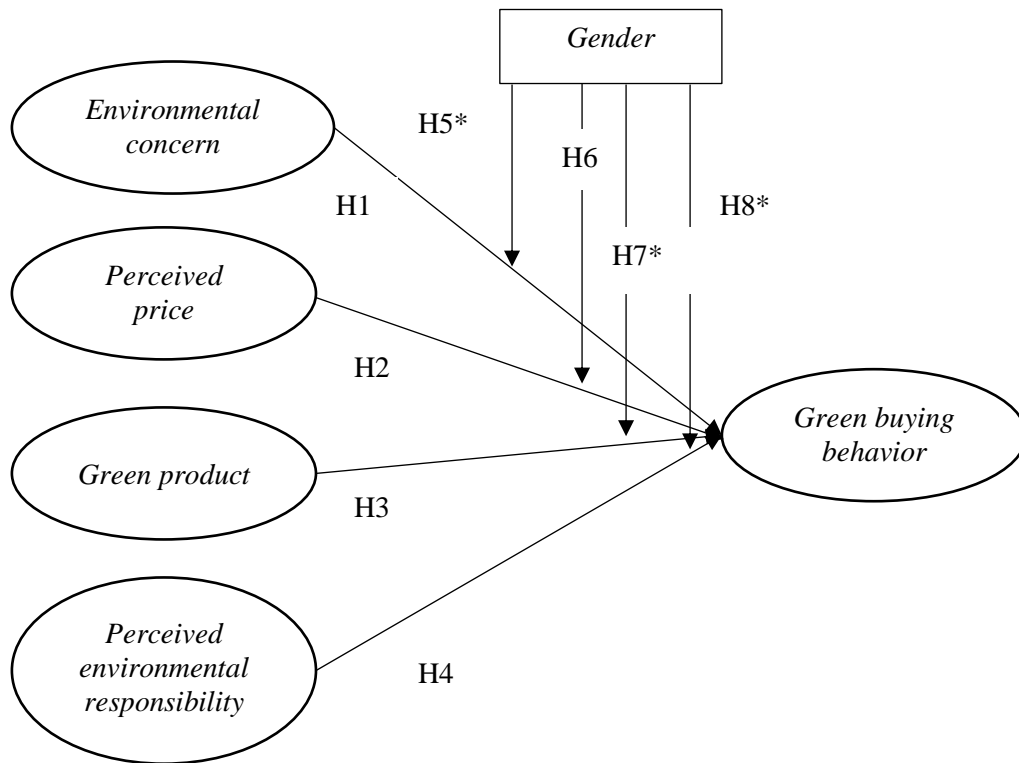 Gender
Environmental
concern
H5*
H6
H1
H8*
Perceived
price
H7*
H2
Green buying
behavior
Green product
H3
Perceived
environmental
responsibility
H4